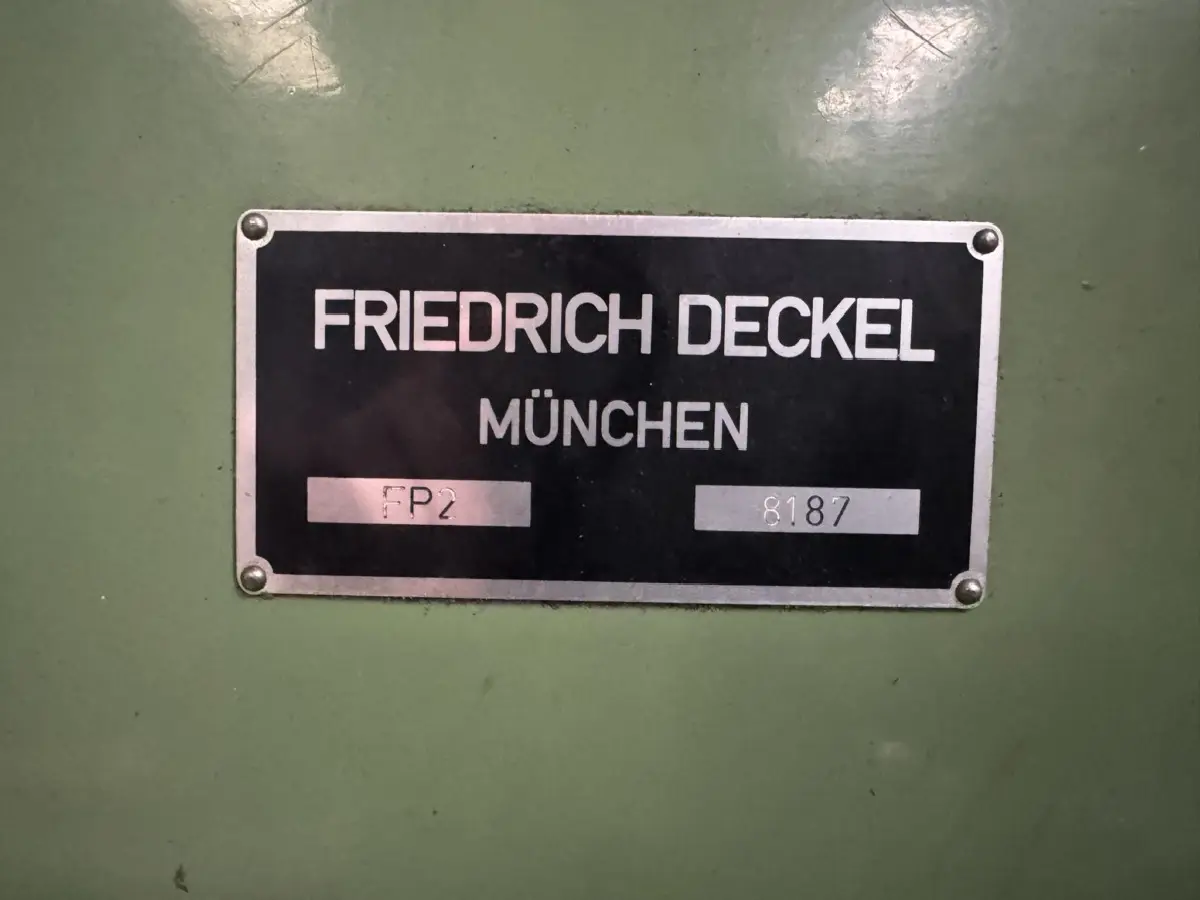 FRIEDRICH DECKEL
MÜNCHEN
FP2 8187